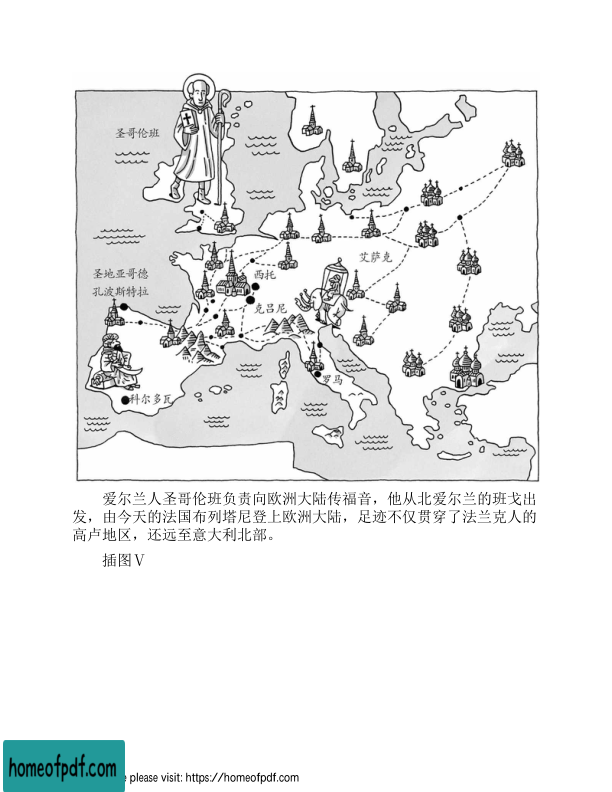 圣哥伦班
圣地亚哥德
孔波斯特拉
西托
克吕尼
艾萨克
罗马
科尔多瓦
爱尔兰人圣哥伦班负责向欧洲大陆传福音，他从北爱尔兰的班戈出
发，由今天的法国布列塔尼登上欧洲大陆，足迹不仅贯穿了法兰克人的
高卢地区，还远至意大利北部。
插图Ⅴ
homeofpdf.com
e please visit: https://homeofpdf.com